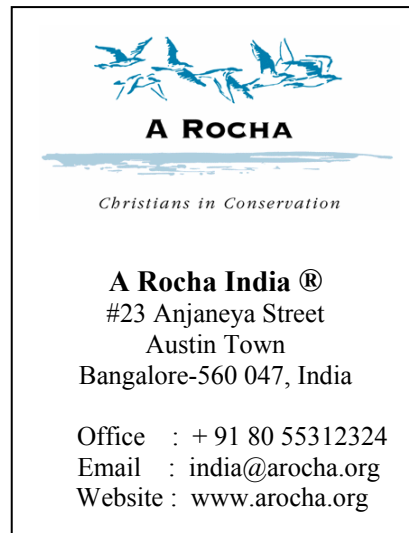 A ROCHA
Christians in Conservation
A Rocha India ®
#23 Anjaneya Street
Austin Town
Bangalore-560 047, India
Office : + 91 80 55312324
Email : india@arocha.org
Website : www.arocha.org